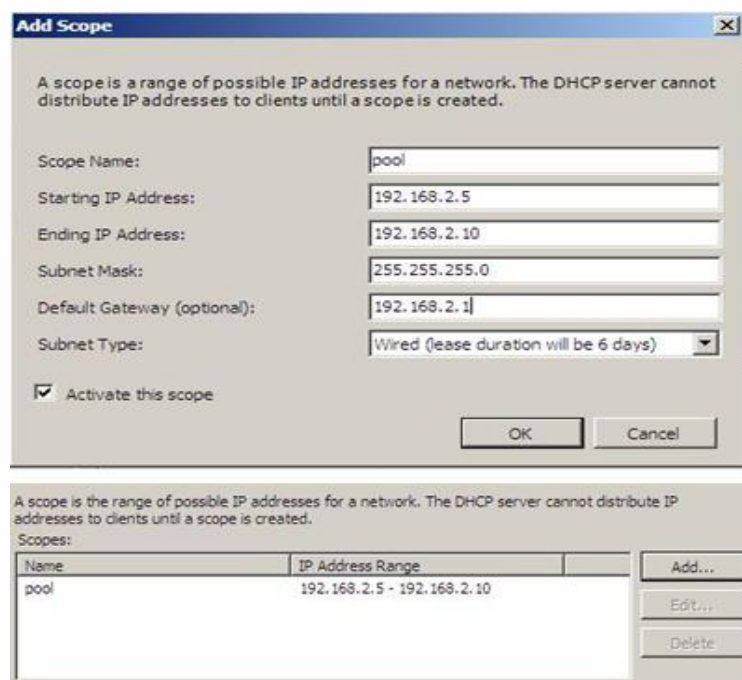 Add Scope
A scope is a range of possible IP addresses for a network. The DHCP server cannot
distribute IP addresses to clients until a scope is created.
Scope Name: pool
Starting IP Address: 192.168.2.5
Ending IP Address: 192.168.2.10
Subnet Mask: 255.255.255.0
Default Gateway (optional): 192.168.2.1
Subnet Type: Wired (lease duration will be 6 days)
Activate this scope
OK Cancel
A scope is the range of possible IP addresses for a network. The DHCP server cannot distribute IP
addresses to clients until a scope is created.
Scopes:
Name IP Address Range Add...
pool 192.168.2.5 - 192.168.2.10
Edit...
Delete